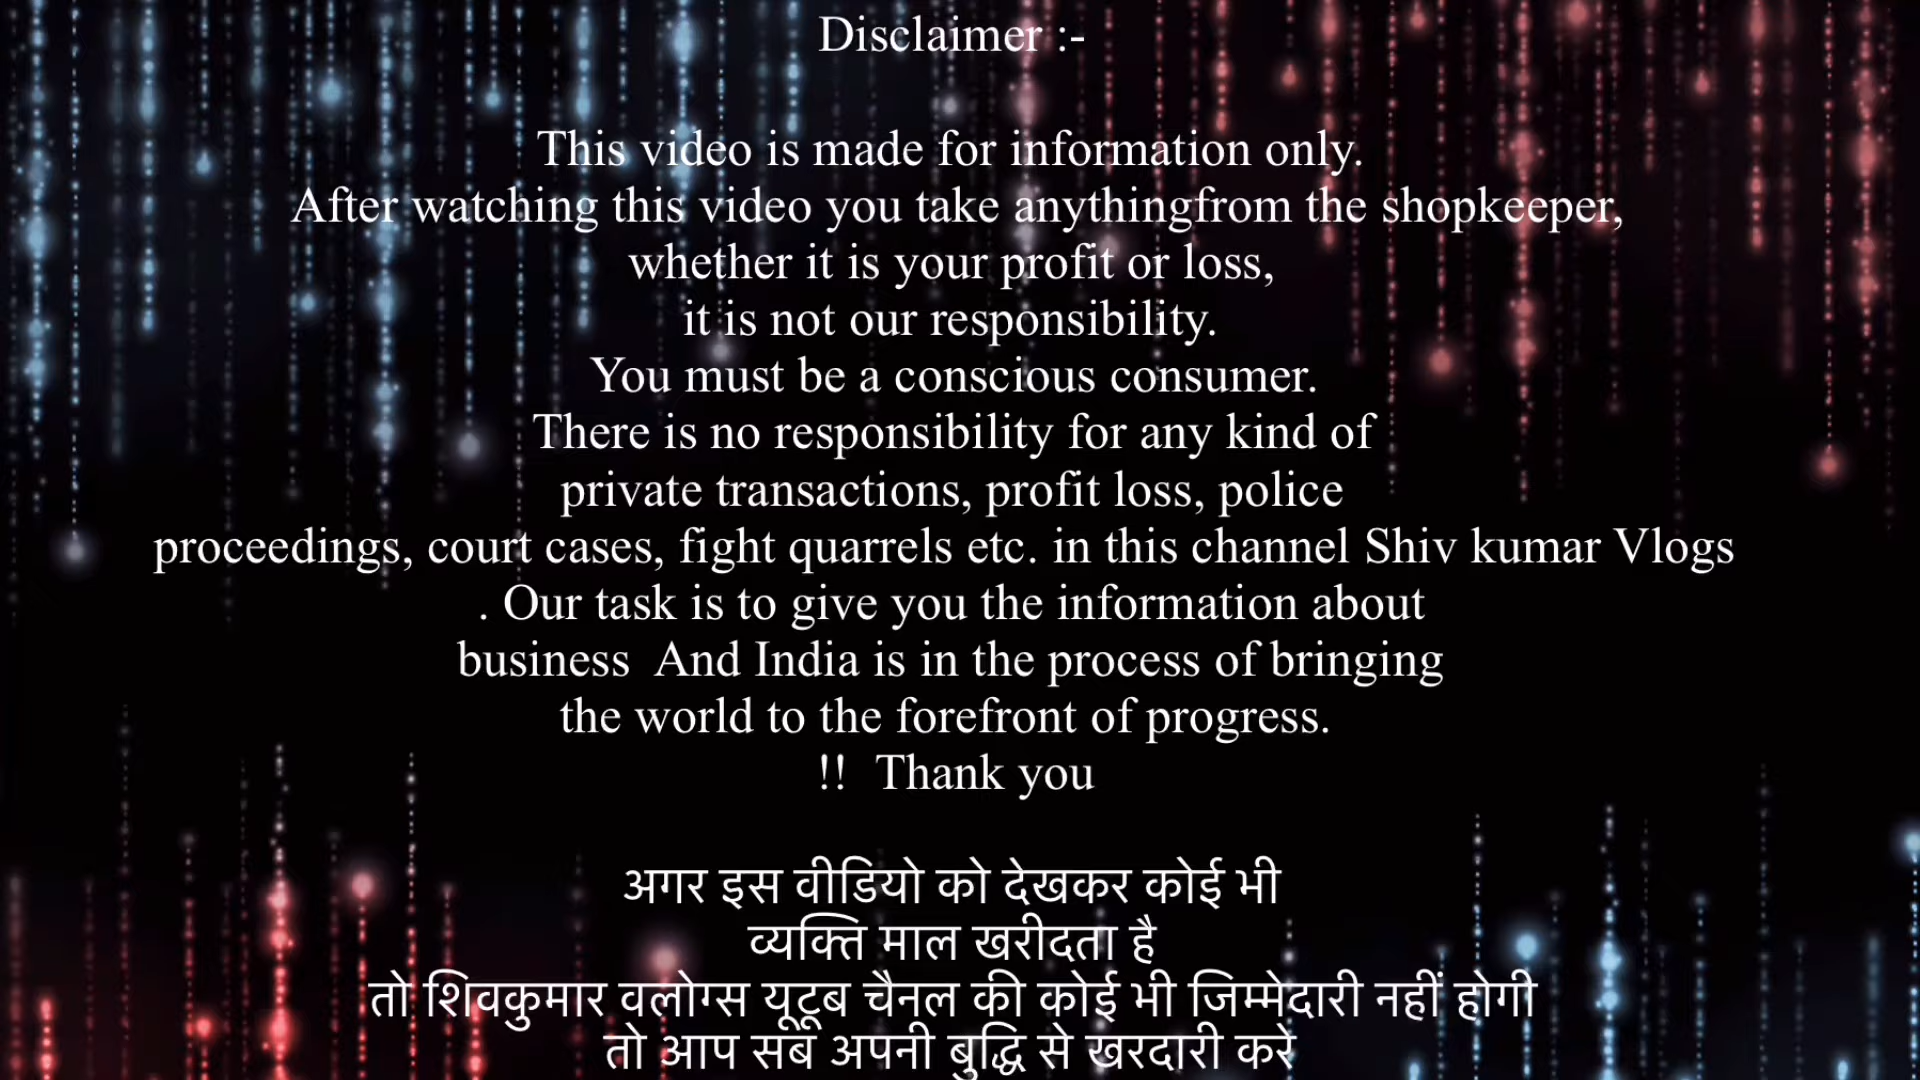 Disclaimer :-
This video is made for information only.
After watching this video you take anythingfrom the shopkeeper,
whether it is your profit or loss,
it is not our responsibility.
You must be a conscious consumer.
There is no responsibility for any kind of
private transactions, profit loss, police
proceedings, court cases, fight quarrels etc. in this channel Shiv kumar Vlogs
. Our task is to give you the information about
business  And India is in the process of bringing
the world to the forefront of progress.
!!  Thank you
अगर इस वीडियो को देखकर कोई भी
व्यक्ति माल खरीदता है
तो शिवकुमार वलोग्स यूटूब चैनल की कोई भी जिम्मेदारी नहीं होगी
तो आप सब अपनी बुद्धि से खरदारी करे